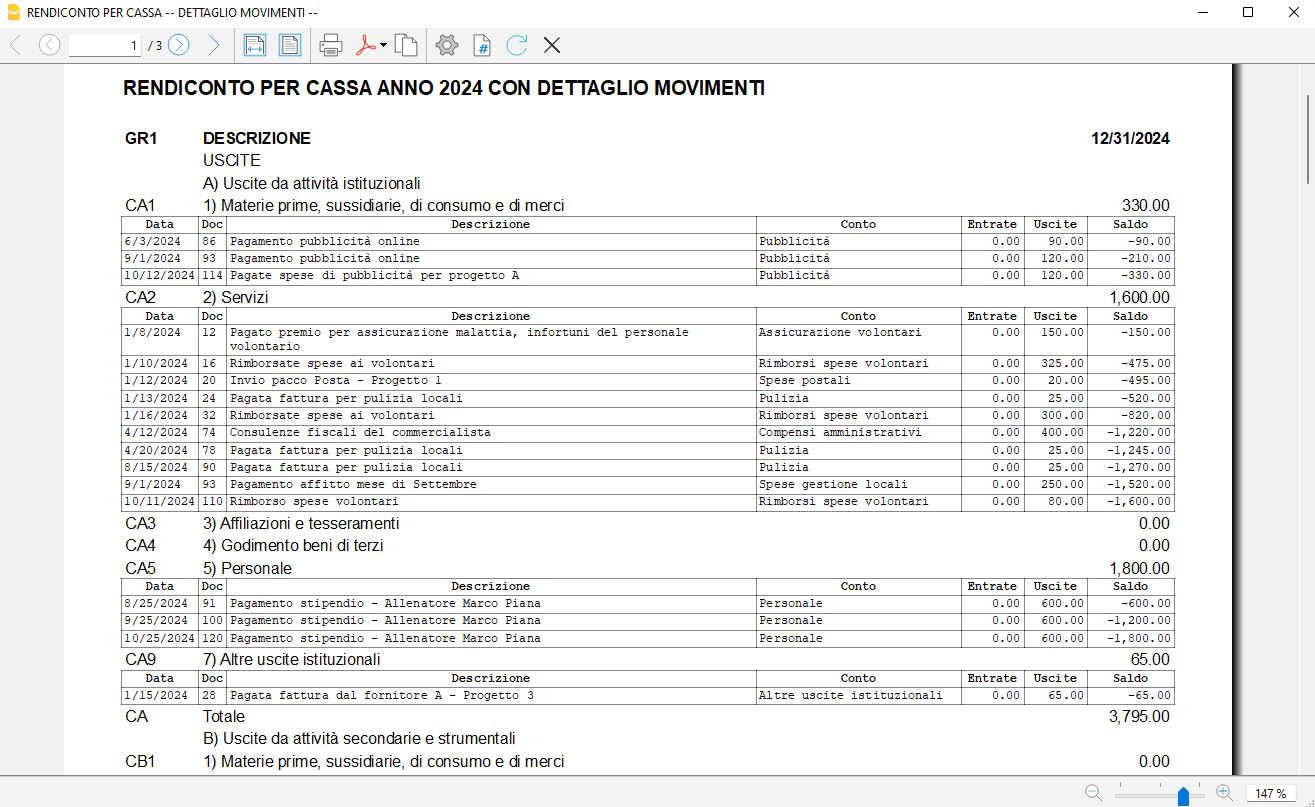 RENDICONTO PER CASSA -- DETTAGLIO MOVIMENTI --
1 / 3
RENDICONTO PER CASSA ANNO 2024 CON DETTAGLIO MOVIMENTI
GR1 DESCRIZIONE 12/31/2024
USCITE
A) Uscite da attività istituzionali
CA1 1) Materie prime, sussidiarie, di consumo e di merci 330.00
Data Doc Descrizione Conto Entrate Uscite Saldo
6/3/2024 86 Pagamento pubblicità online Pubblicità 0.00 90.00 -90.00
9/1/2024 93 Pagamento pubblicità online Pubblicità 0.00 120.00 -210.00
10/12/2024 114 Pagate spese di pubblicità per progetto A Pubblicità 0.00 120.00 -330.00
CA2 2) Servizi 1,600.00
Data Doc Descrizione Conto Entrate Uscite Saldo
1/8/2024 12 Pagato premio per assicurazione malattia, infortuni del personale Assicurazione volontari 0.00 150.00 -150.00
volontario
1/10/2024 16 Rimborsate spese ai volontari Rimborsi spese volontari 0.00 325.00 -475.00
1/12/2024 20 Invio pacco Posta - Progetto 1 Spese postali 0.00 20.00 -495.00
1/13/2024 24 Pagata fattura per pulizia locali Pulizia 0.00 25.00 -520.00
1/16/2024 32 Rimborsate spese ai volontari Rimborsi spese volontari 0.00 300.00 -820.00
4/12/2024 74 Consulenze fiscali del commercialista Compensi amministrativi 0.00 400.00 -1,220.00
4/20/2024 78 Pagata fattura per pulizia locali Pulizia 0.00 25.00 -1,245.00
8/15/2024 90 Pagata fattura per pulizia locali Pulizia 0.00 25.00 -1,270.00
9/1/2024 93 Pagamento affitto mese di Settembre Spese gestione locali 0.00 250.00 -1,520.00
10/11/2024 110 Rimborso spese volontari Rimborsi spese volontari 0.00 80.00 -1,600.00
CA3 3) Affiliazioni e tesseramenti 0.00
CA4 4) Godimento beni di terzi 0.00
CA5 5) Personale 1,800.00
Data Doc Descrizione Conto Entrate Uscite Saldo
8/25/2024 91 Pagamento stipendio - Allenatore Marco Piana Personale 0.00 600.00 -600.00
9/25/2024 100 Pagamento stipendio - Allenatore Marco Piana Personale 0.00 600.00 -1,200.00
10/25/2024 120 Pagamento stipendio - Allenatore Marco Piana Personale 0.00 600.00 -1,800.00
CA9 7) Altre uscite istituzionali 65.00
Data Doc Descrizione Conto Entrate Uscite Saldo
1/15/2024 28 Pagata fattura dal fornitore A - Progetto 3 Altre uscite istituzionali 0.00 65.00 -65.00
CA Totale 3,795.00
B) Uscite da attività secondarie e strumentali
CB1 1) Materie prime, sussidiarie, di consumo e di merci 0.00
147 %